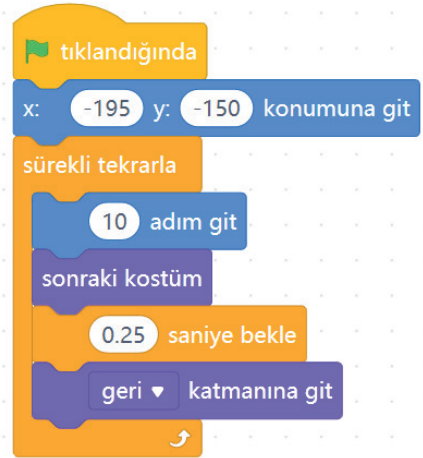 tıklandığında
x: -195 y: -150 konumuna git
sürekli tekrarla
10 adım git
sonraki kostüm
0.25 saniye bekle
geri katmanına git